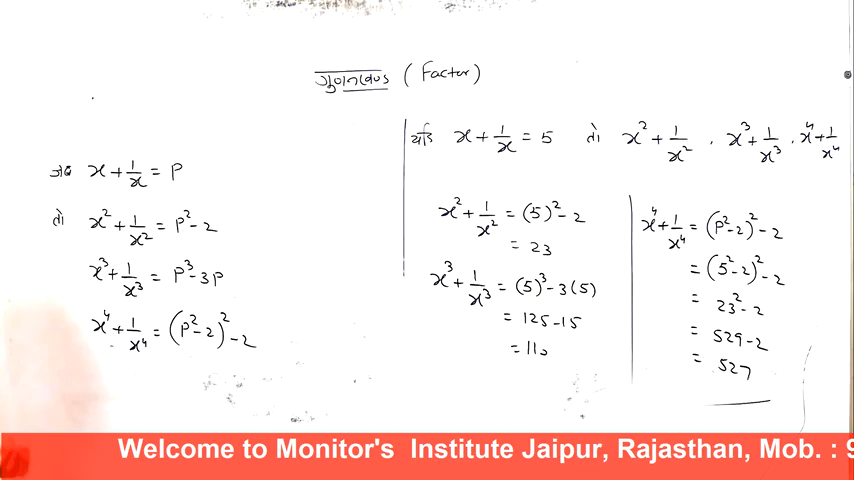 गुणनखण्ड (Factor)
जब x + 1/x = P
तो x² + 1/x² = P² - 2
x³ + 1/x³ = P³ - 3P
x⁴ + 1/x⁴ = (P² - 2)² - 2
यदि x + 1/x = 5 तो x² + 1/x² , x³ + 1/x³ , x⁴ + 1/x⁴
x² + 1/x² = (5)² - 2
= 23
x³ + 1/x³ = (5)³ - 3(5)
= 125 - 15
= 110
x⁴ + 1/x⁴ = (P² - 2)² - 2
= (5² - 2)² - 2
= 23² - 2
= 529 - 2
= 527
Welcome to Monitor's Institute Jaipur, Rajasthan, Mob. : 9